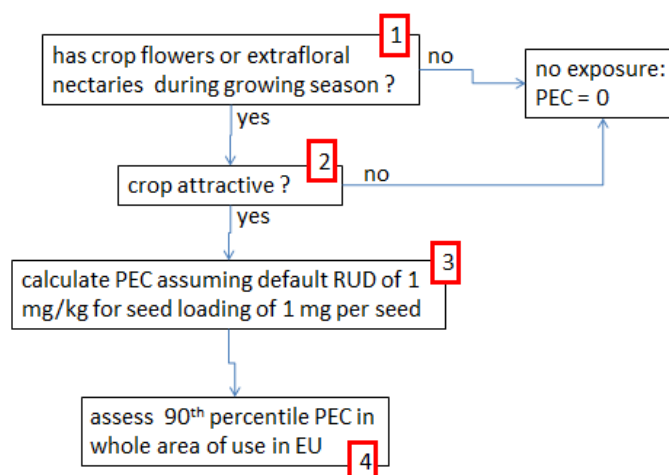 1
has crop flowers or extrafloral
nectaries during growing season ?
no
no exposure:
PEC = 0
yes
2
crop attractive ?
no
yes
3
calculate PEC assuming default RUD of 1
mg/kg for seed loading of 1 mg per seed
assess 90th percentile PEC in
whole area of use in EU
4